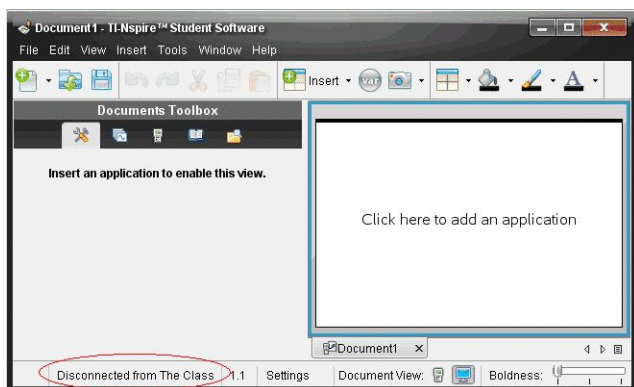 Document1 - TI-Nspire™ Student Software
File Edit View Insert Tools Window Help
Insert var A
Documents Toolbox
Insert an application to enable this view.
Click here to add an application
Document1 ×
Disconnected from The Class 1.1 Settings Document View: Boldness: